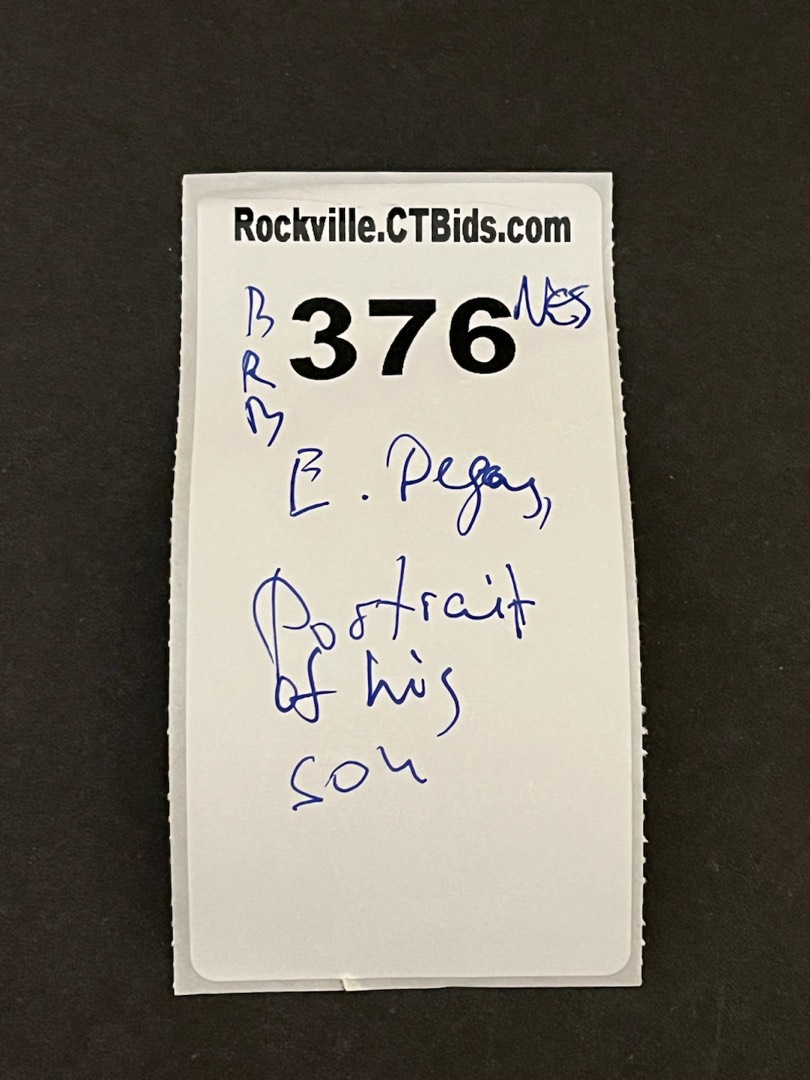 Rockville.CTBids.com
B 376 NES
R
B
E. Degas,
Portrait
of his
son